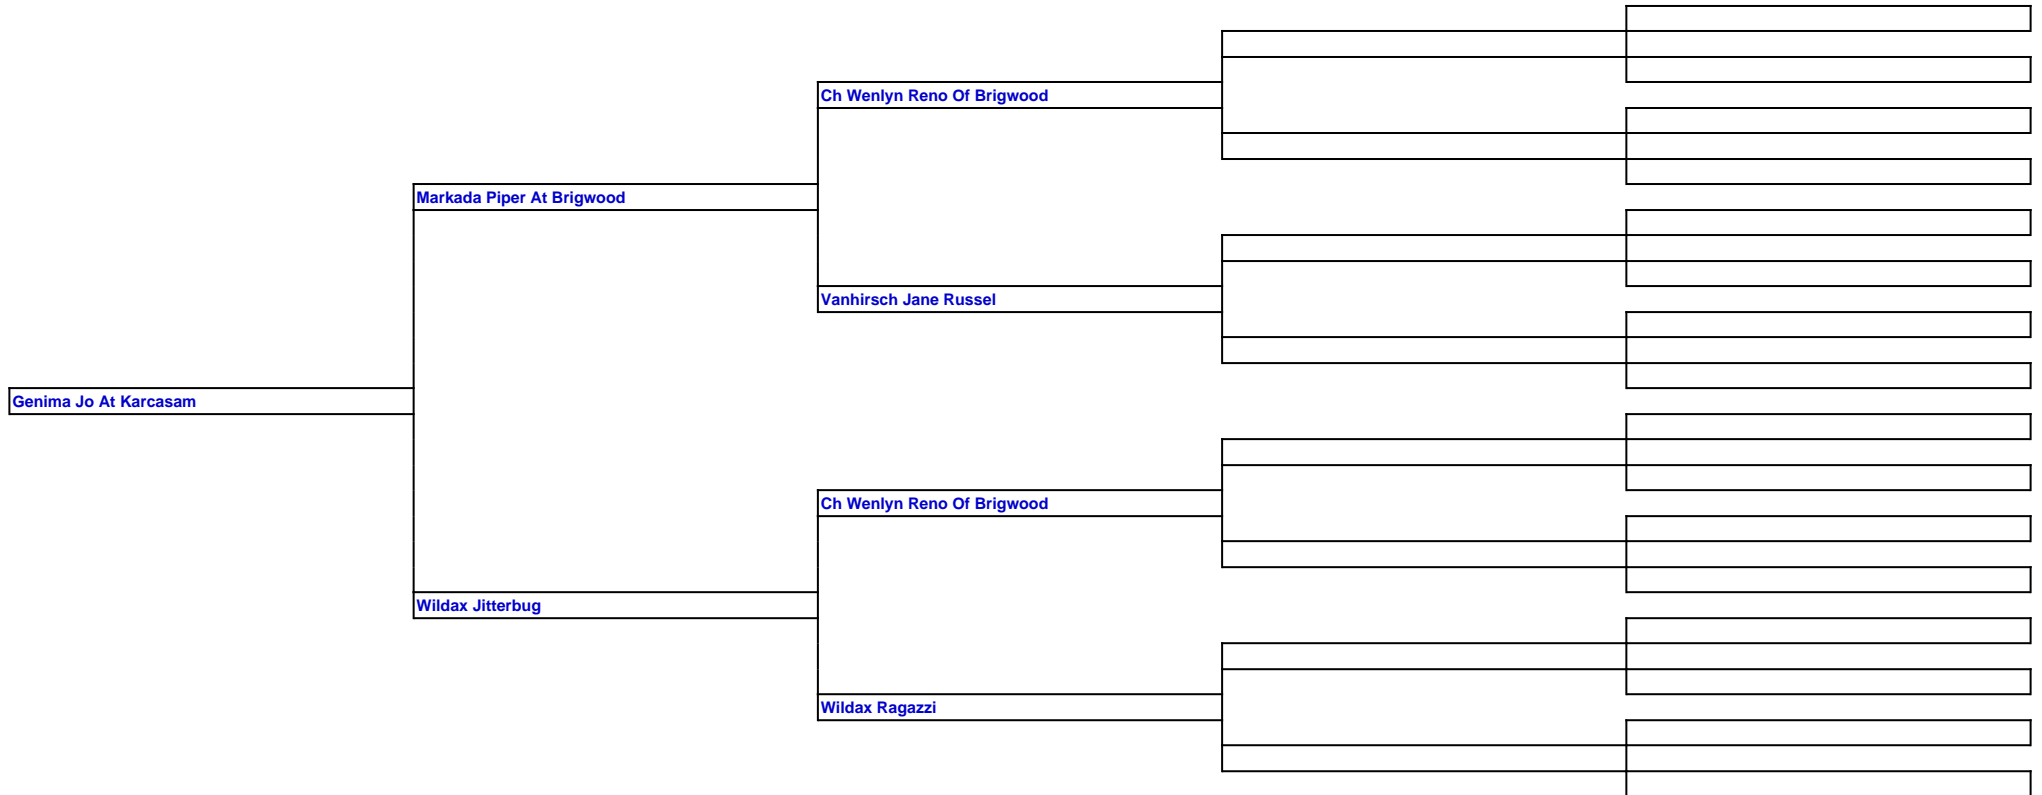 Ch Wenlyn Reno Of Brigwood
Markada Piper At Brigwood
Vanhirsch Jane Russel
Genima Jo At Karcasam
Ch Wenlyn Reno Of Brigwood
Wildax Jitterbug
Wildax Ragazzi